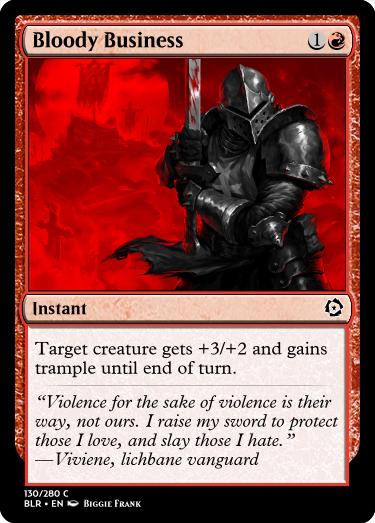 Bloody Business 1
Instant
Target creature gets +3/+2 and gains
trample until end of turn.
“Violence for the sake of violence is their
way, not ours. I raise my sword to protect
those I love, and slay those I hate.”
—Viviene, lichbane vanguard
130/280 C
BLR • EN Biggie Frank